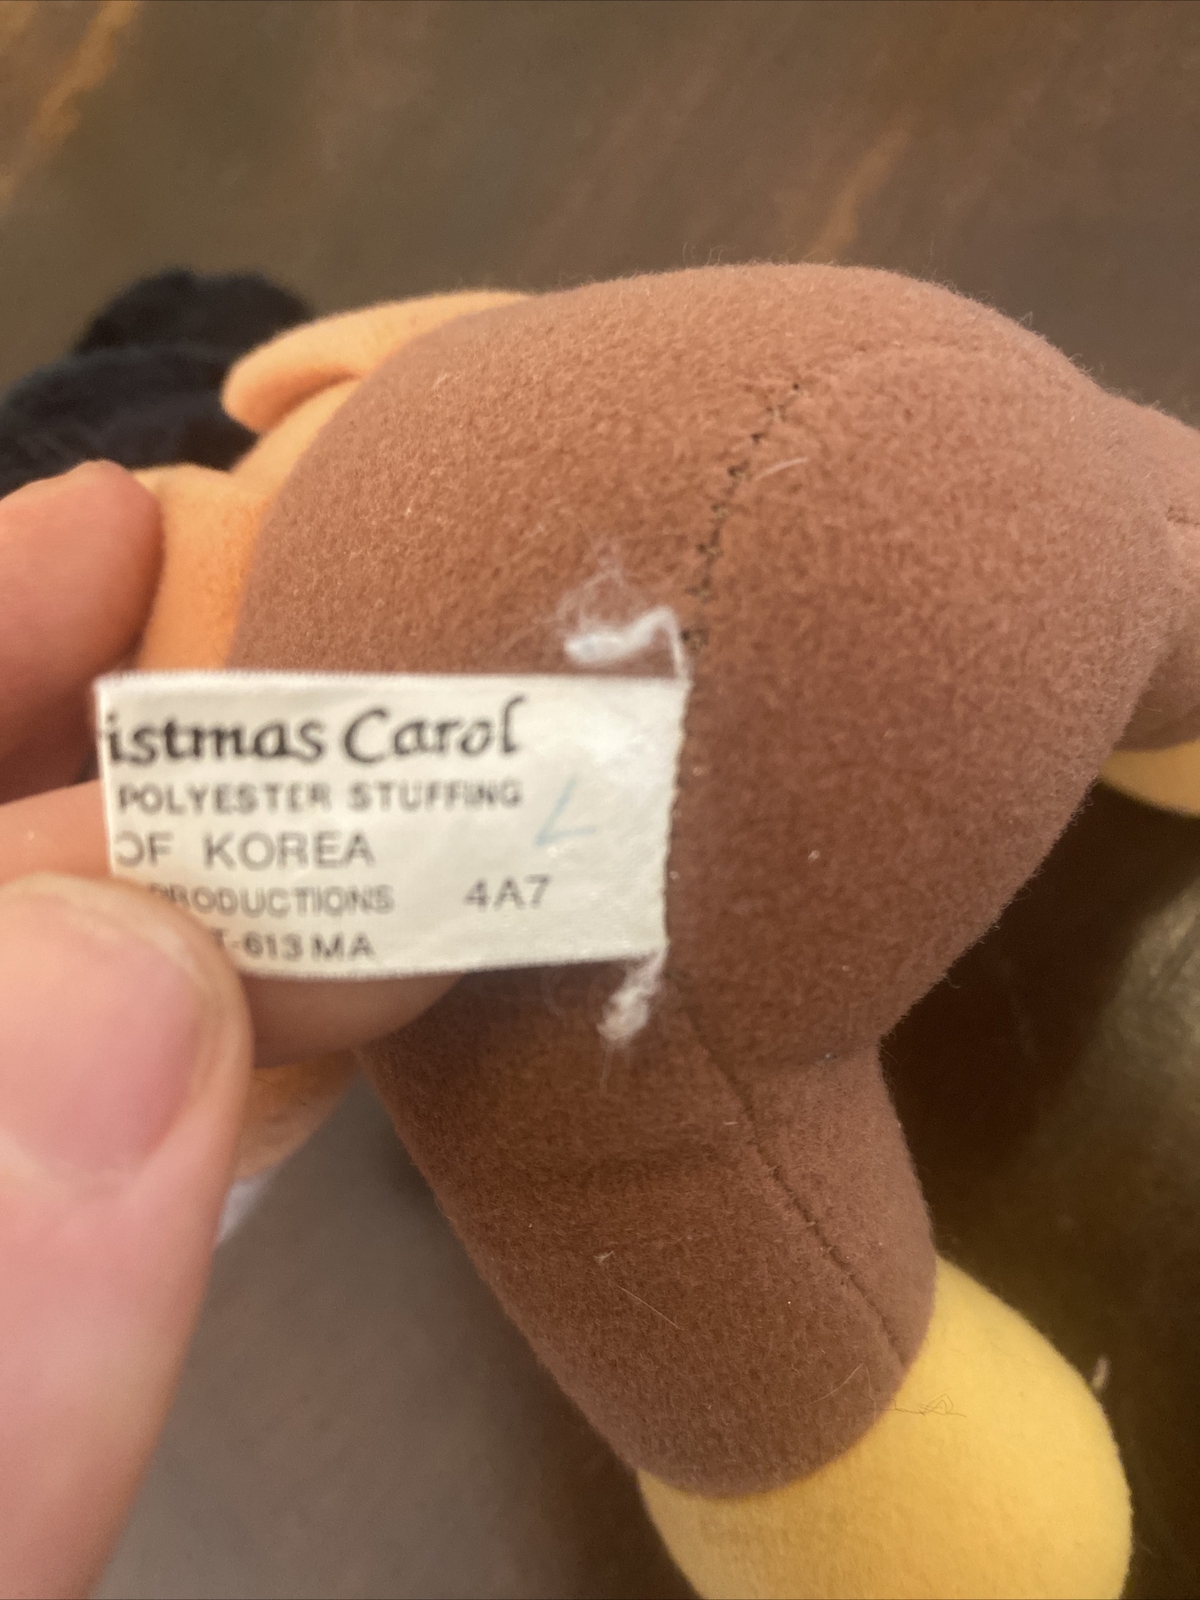 istmas Carol
POLYESTER STUFFING
OF KOREA
PRODUCTIONS 4A7
T-613 MA